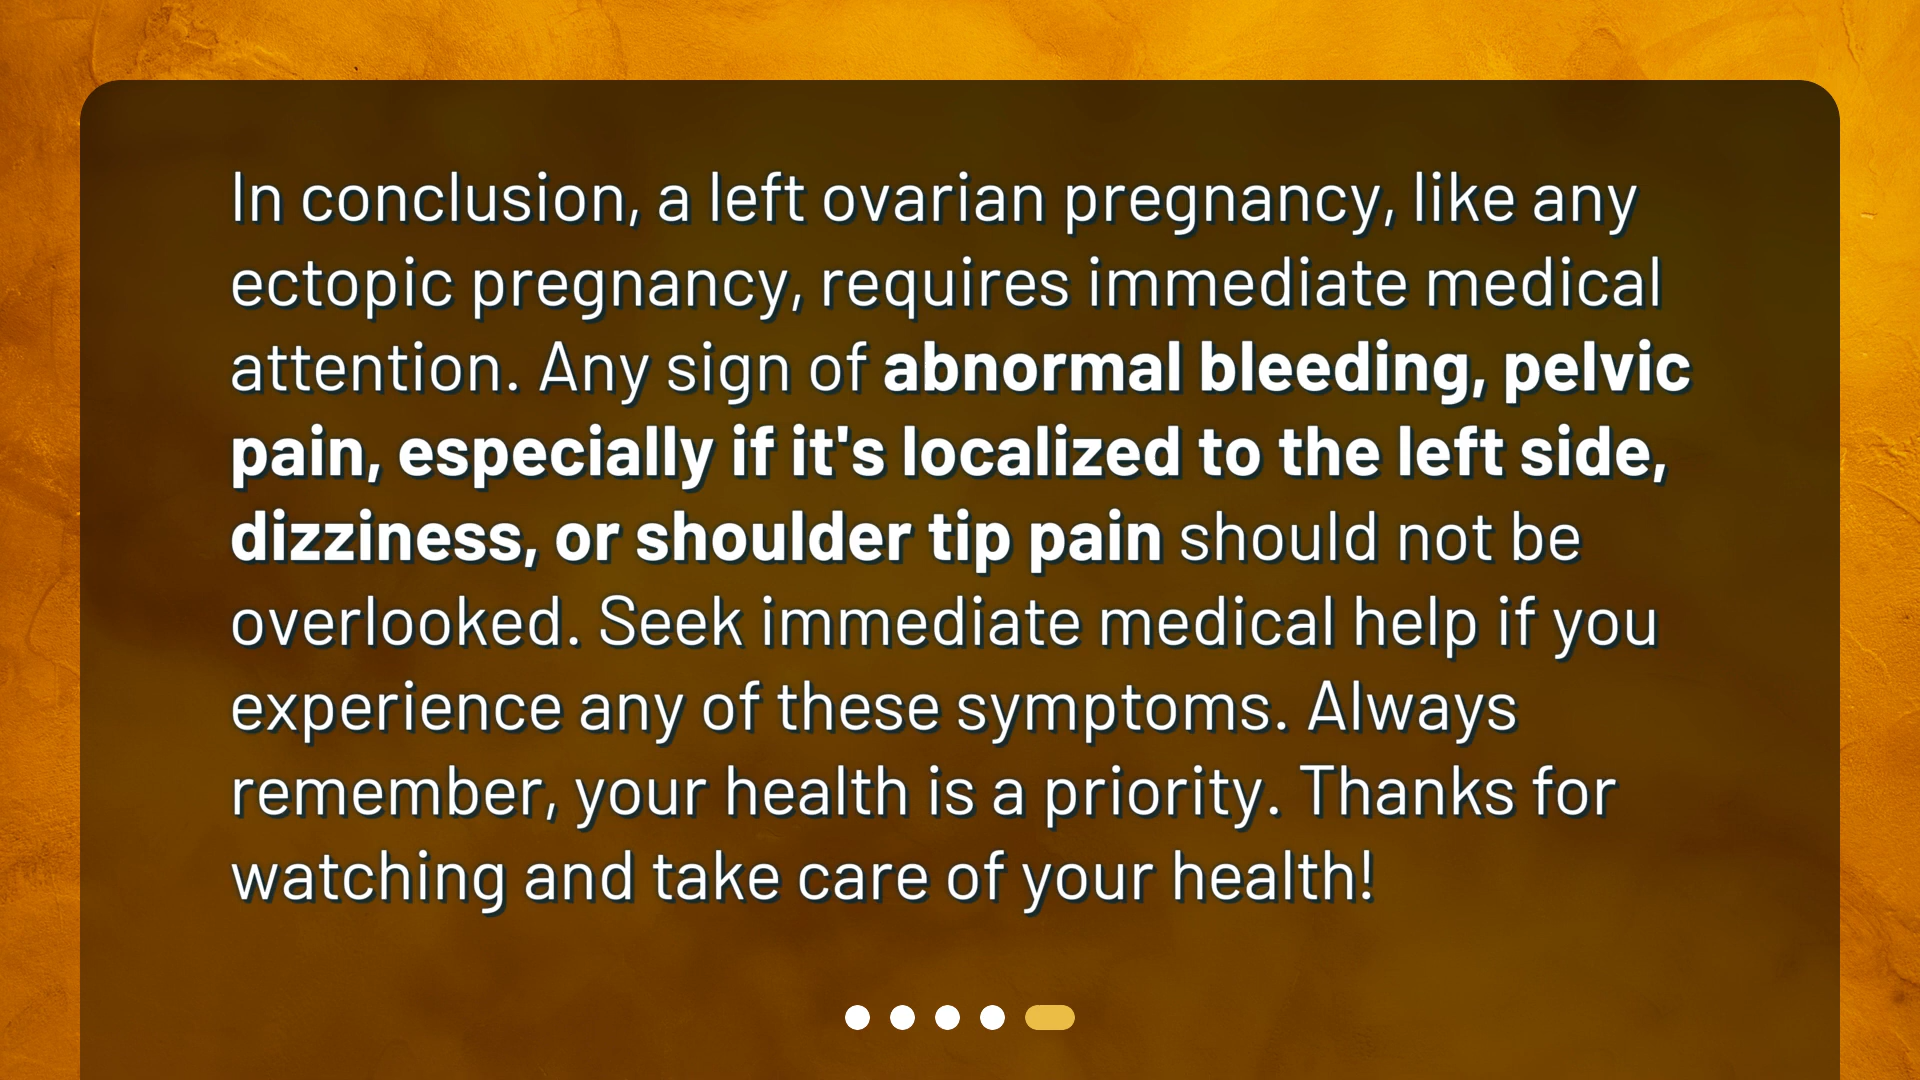 In conclusion, a left ovarian pregnancy, like any
ectopic pregnancy, requires immediate medical
attention. Any sign of abnormal bleeding, pelvic
pain, especially if it's localized to the left side,
dizziness, or shoulder tip pain should not be
overlooked. Seek immediate medical help if you
experience any of these symptoms. Always
remember, your health is a priority. Thanks for
watching and take care of your health!